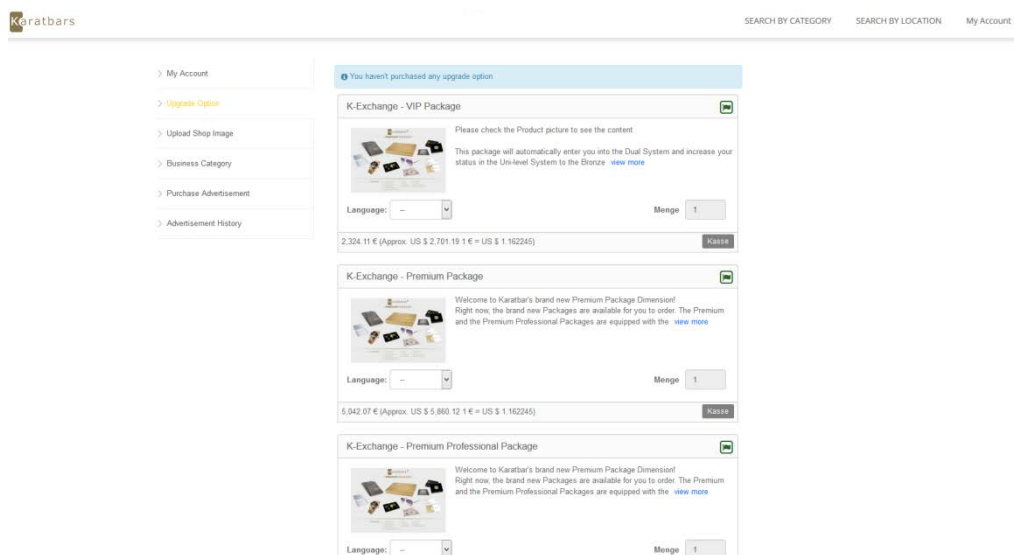 Karatbars
SEARCH BY CATEGORY
SEARCH BY LOCATION
My Account
My Account
Upgrade Option
Upload Shop Image
Business Category
Purchase Advertisement
Advertisement History
You haven't purchased any upgrade option
K-Exchange - VIP Package
Please check the Product picture to see the content
This package will automatically enter you into the Dual System and increase your
status in the Uni-level System to the Bronze view more
Language: --
Menge 1
2,324.11 € (Approx. US $ 2,701.19 1 € = US $ 1.162245)
Kasse
K-Exchange - Premium Package
Welcome to Karatbar's brand new Premium Package Dimension!
Right now, the brand new Packages are available for you to order. The Premium
and the Premium Professional Packages are equipped with the view more
Language: --
Menge 1
5,042.07 € (Approx. US $ 5,860.12 1 € = US $ 1.162245)
Kasse
K-Exchange - Premium Professional Package
Welcome to Karatbar's brand new Premium Package Dimension!
Right now, the brand new Packages are available for you to order. The Premium
and the Premium Professional Packages are equipped with the view more
Language: --
Menge 1